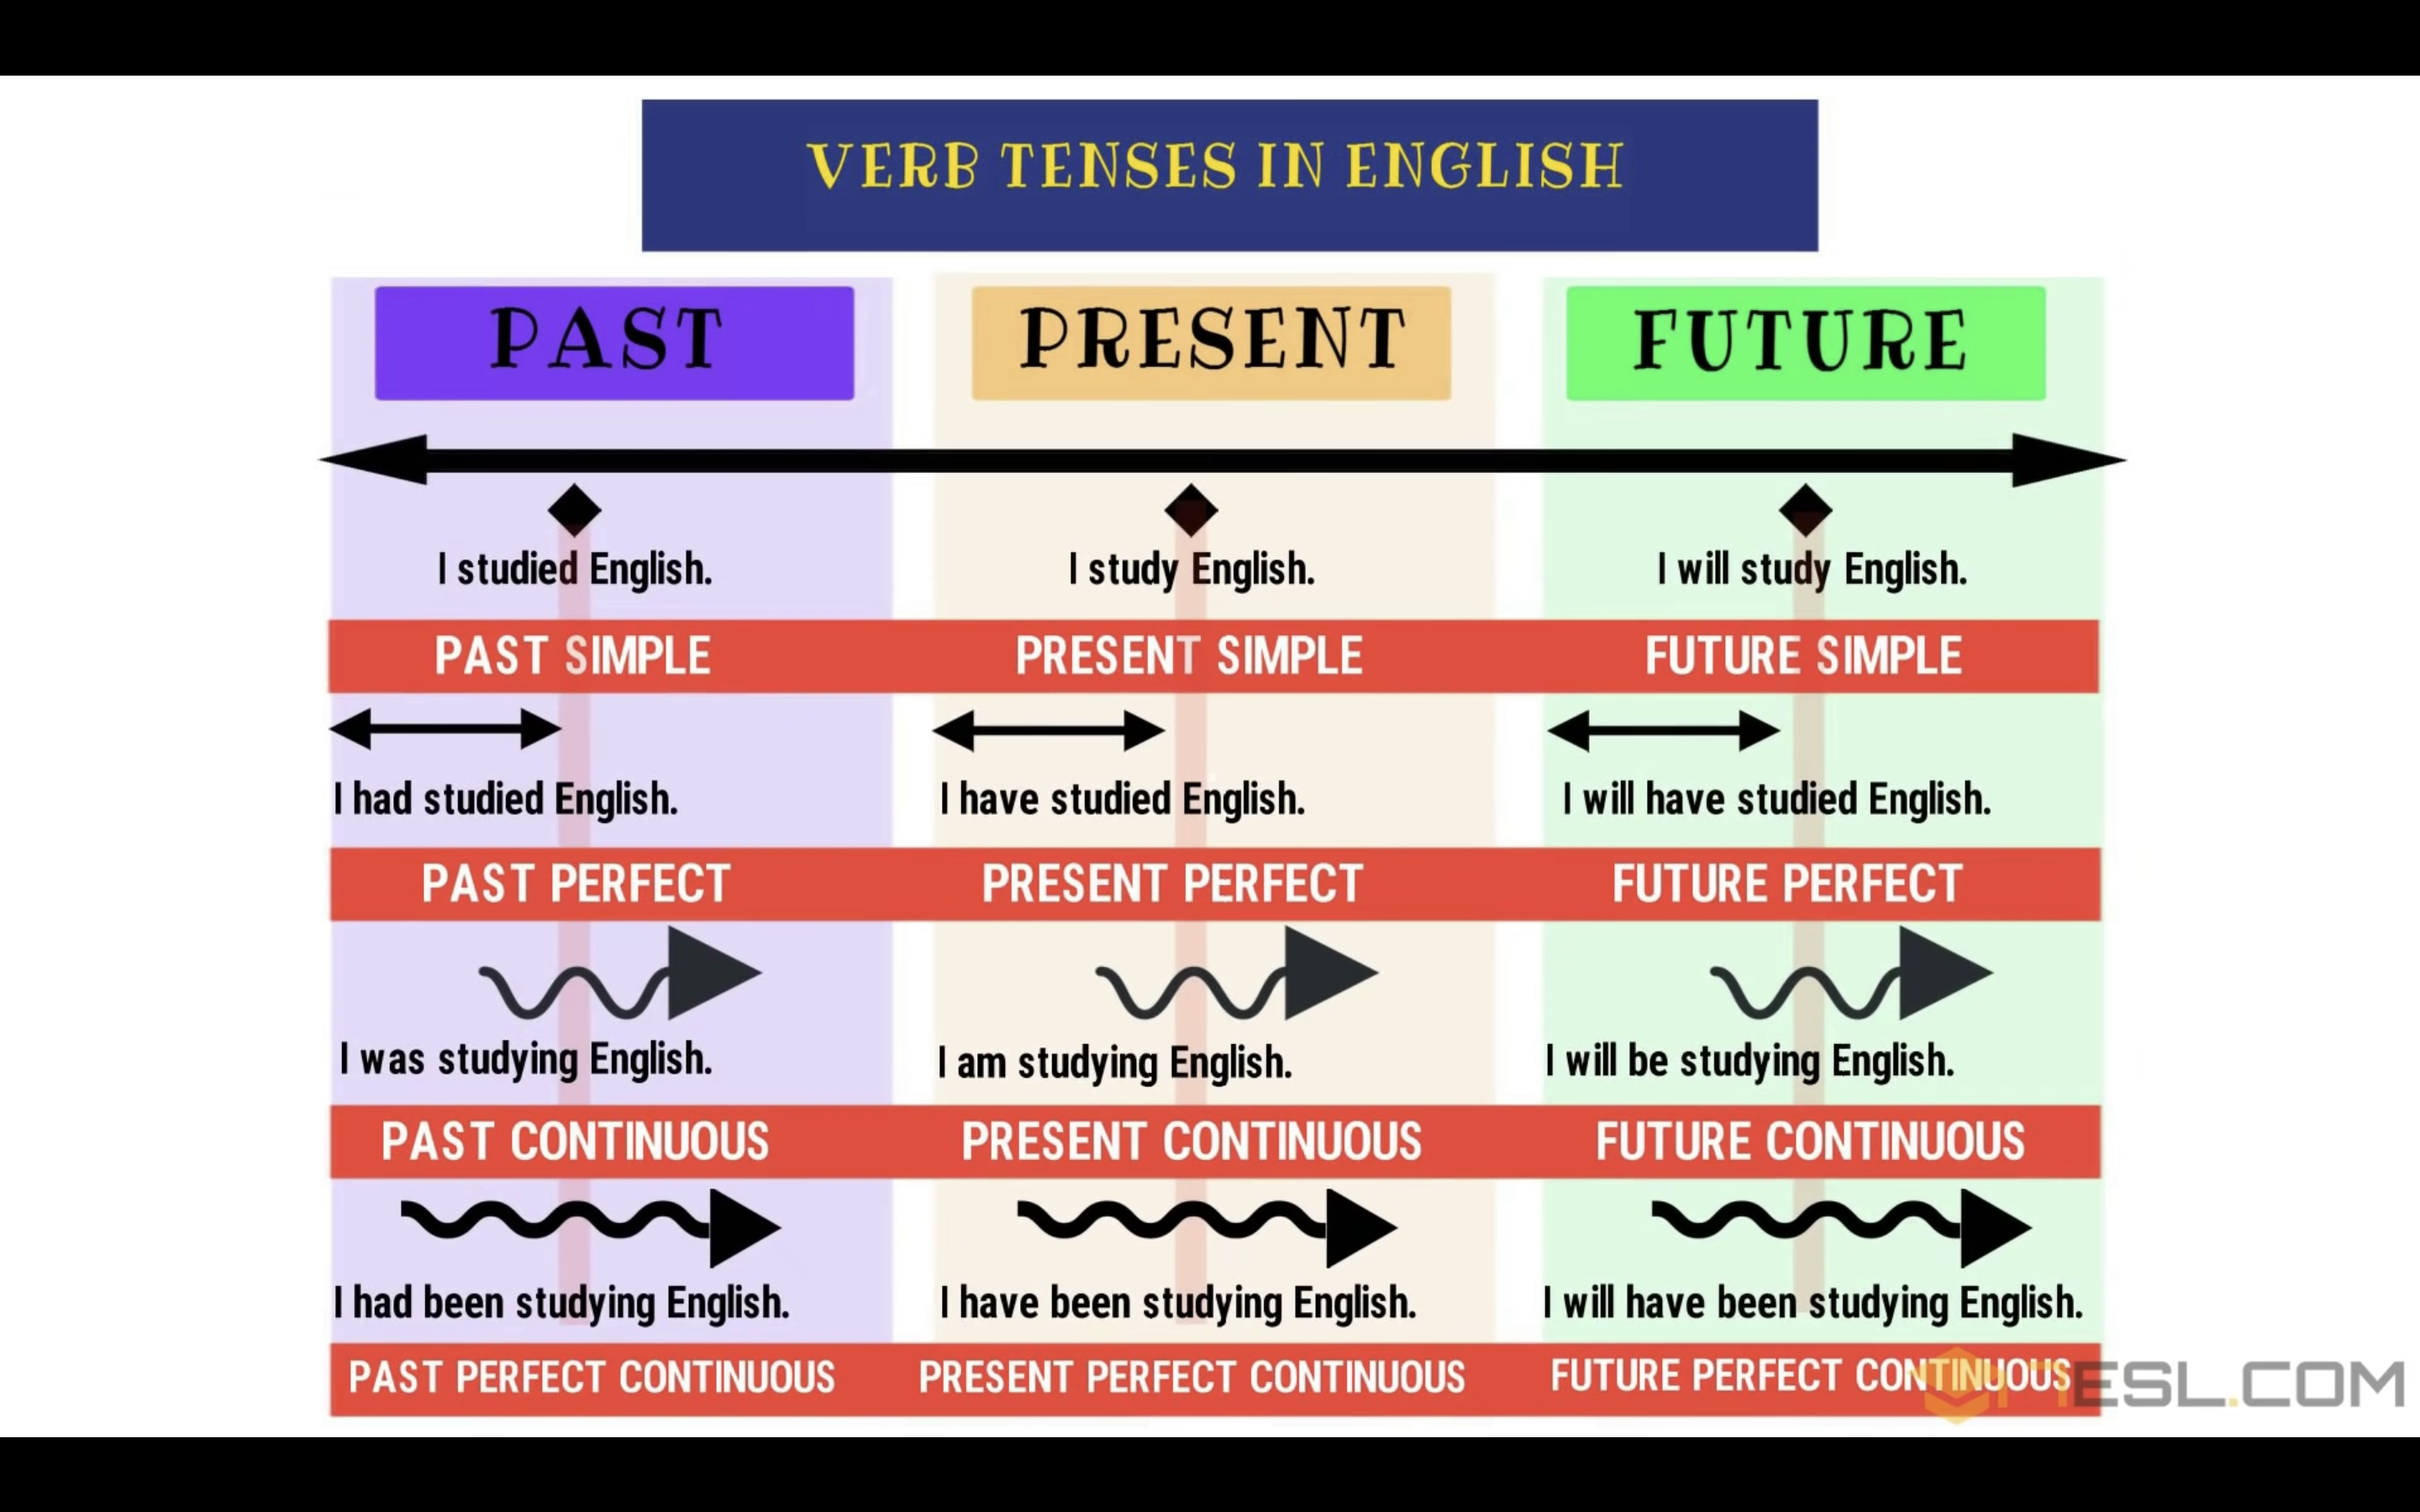 VERB TENSES IN ENGLISH
PAST PRESENT FUTURE
I studied English. I study English. I will study English.
PAST SIMPLE PRESENT SIMPLE FUTURE SIMPLE
I had studied English. I have studied English. I will have studied English.
PAST PERFECT PRESENT PERFECT FUTURE PERFECT
I was studying English. I am studying English. I will be studying English.
PAST CONTINUOUS PRESENT CONTINUOUS FUTURE CONTINUOUS
I had been studying English. I have been studying English. I will have been studying English.
PAST PERFECT CONTINUOUS PRESENT PERFECT CONTINUOUS FUTURE PERFECT CONTINUOUS
7ESL.COM